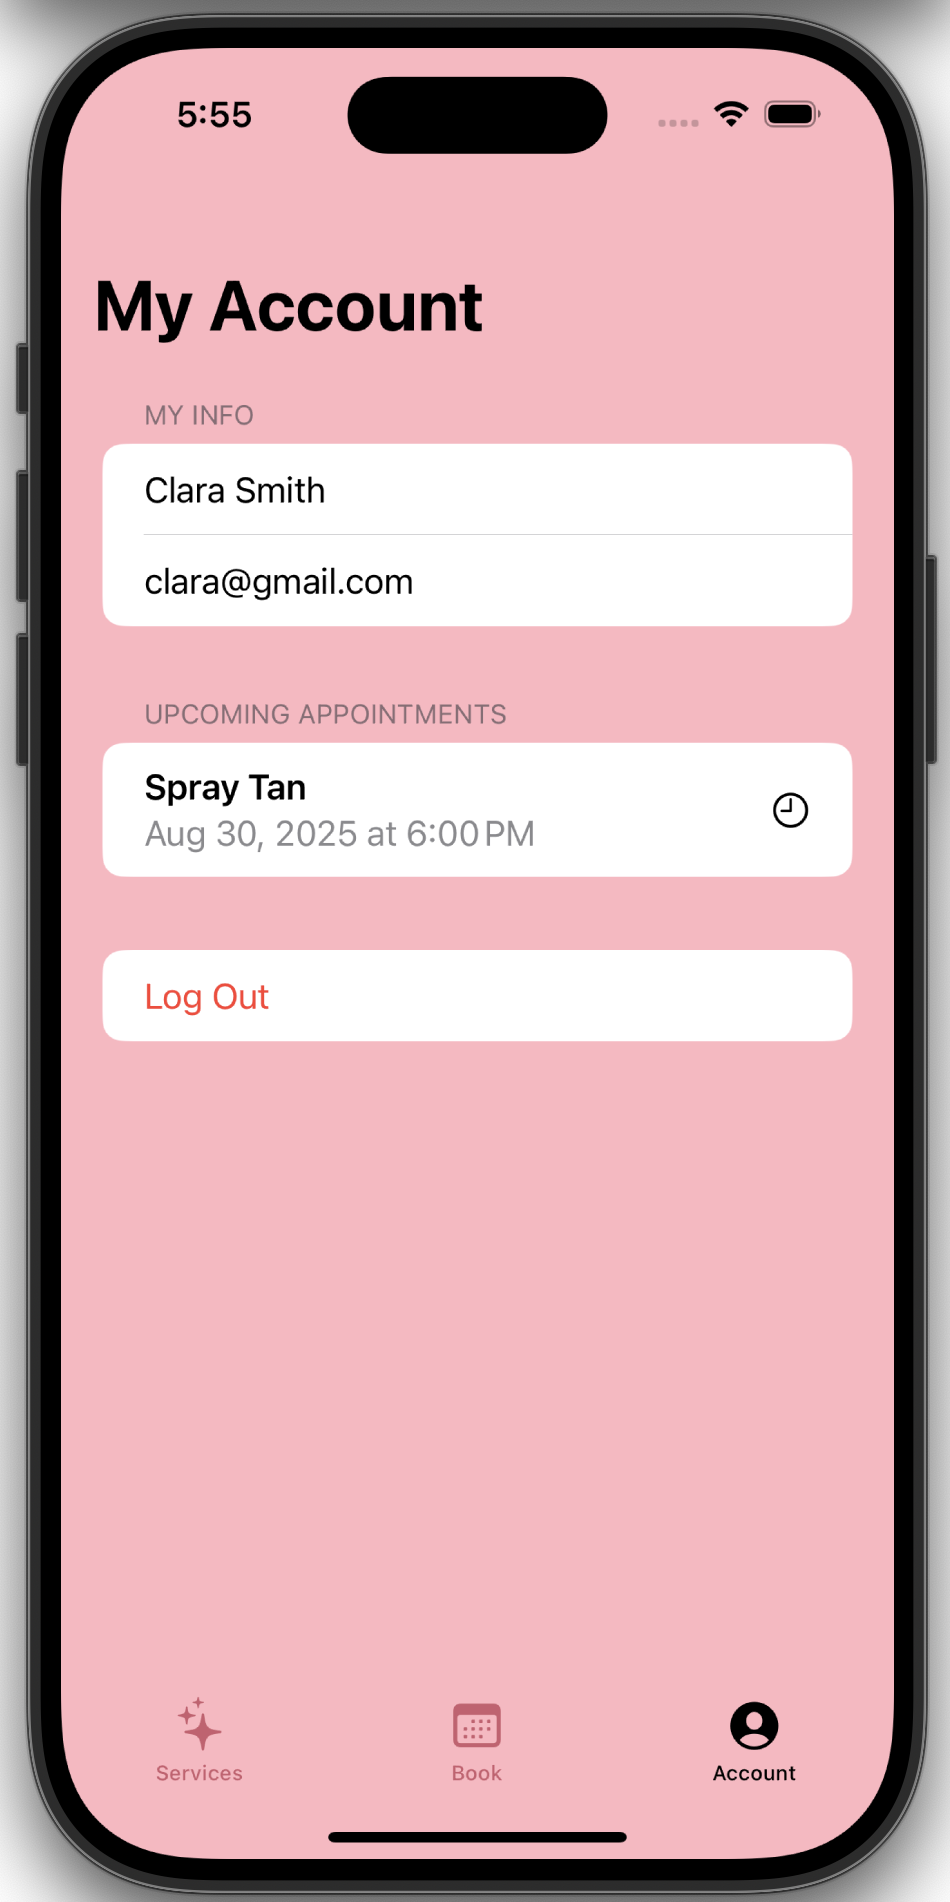 5:55
My Account
MY INFO
Clara Smith
clara@gmail.com
UPCOMING APPOINTMENTS
Spray Tan
Aug 30, 2025 at 6:00 PM
Log Out
Services
Book
Account